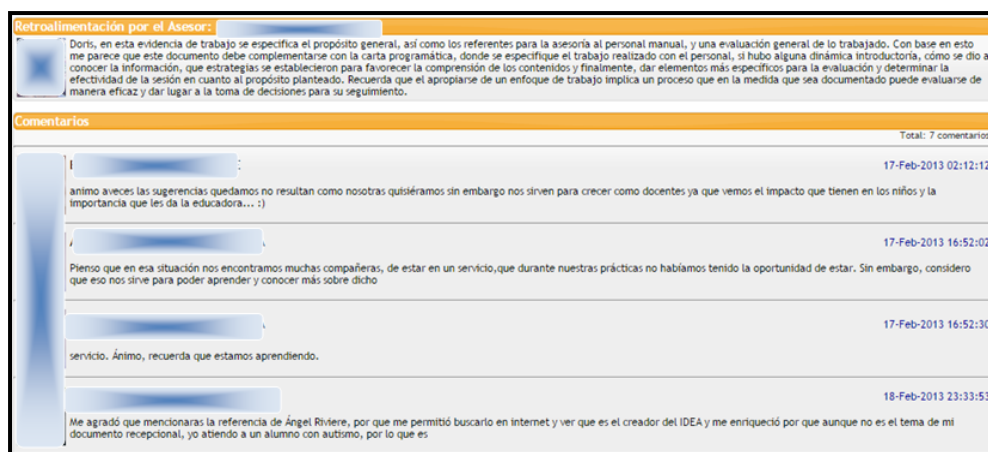 Retroalimentación por el Asesor:
Doris, en esta evidencia de trabajo se especifica el propósito general, así como los referentes para la asesoría al personal manual, y una evaluación general de lo trabajado. Con base en esto
me parece que este documento debe complementarse con la carta programática, donde se especifique el trabajo realizado con el personal, si hubo alguna dinámica introductoria, cómo se dio a
conocer la información, que estrategias se establecieron para favorecer la comprensión de los contenidos y finalmente, dar elementos más específicos para la evaluación y determinar la
efectividad de la sesión en cuanto al propósito planteado. Recuerda que el apropiarse de un enfoque de trabajo implica un proceso que en la medida que sea documentado puede evaluarse de
manera eficaz y dar lugar a la toma de decisiones para su seguimiento.
Comentarios
Total: 7 comentarios
17-Feb-2013 02:12:12
animo aveces las sugerencias quedamos no resultan como nosotras quisiéramos sin embargo nos sirven para crecer como docentes ya que vemos el impacto que tienen en los niños y la
importancia que les da la educadora... :)
17-Feb-2013 16:52:02
Pienso que en esa situación nos encontramos muchas compañeras, de estar en un servicio,que durante nuestras prácticas no habíamos tenido la oportunidad de estar. Sin embargo, considero
que eso nos sirve para poder aprender y conocer más sobre dicho
17-Feb-2013 16:52:30
servicio. Ánimo, recuerda que estamos aprendiendo.
18-Feb-2013 23:33:53
Me agradó que mencionaras la referencia de Ángel Riviere, por que me permitió buscarlo en internet y ver que es el creador del IDEA y me enriqueció por que aunque no es el tema de mi
documento recepcional, yo atiendo a un alumno con autismo, por lo que es